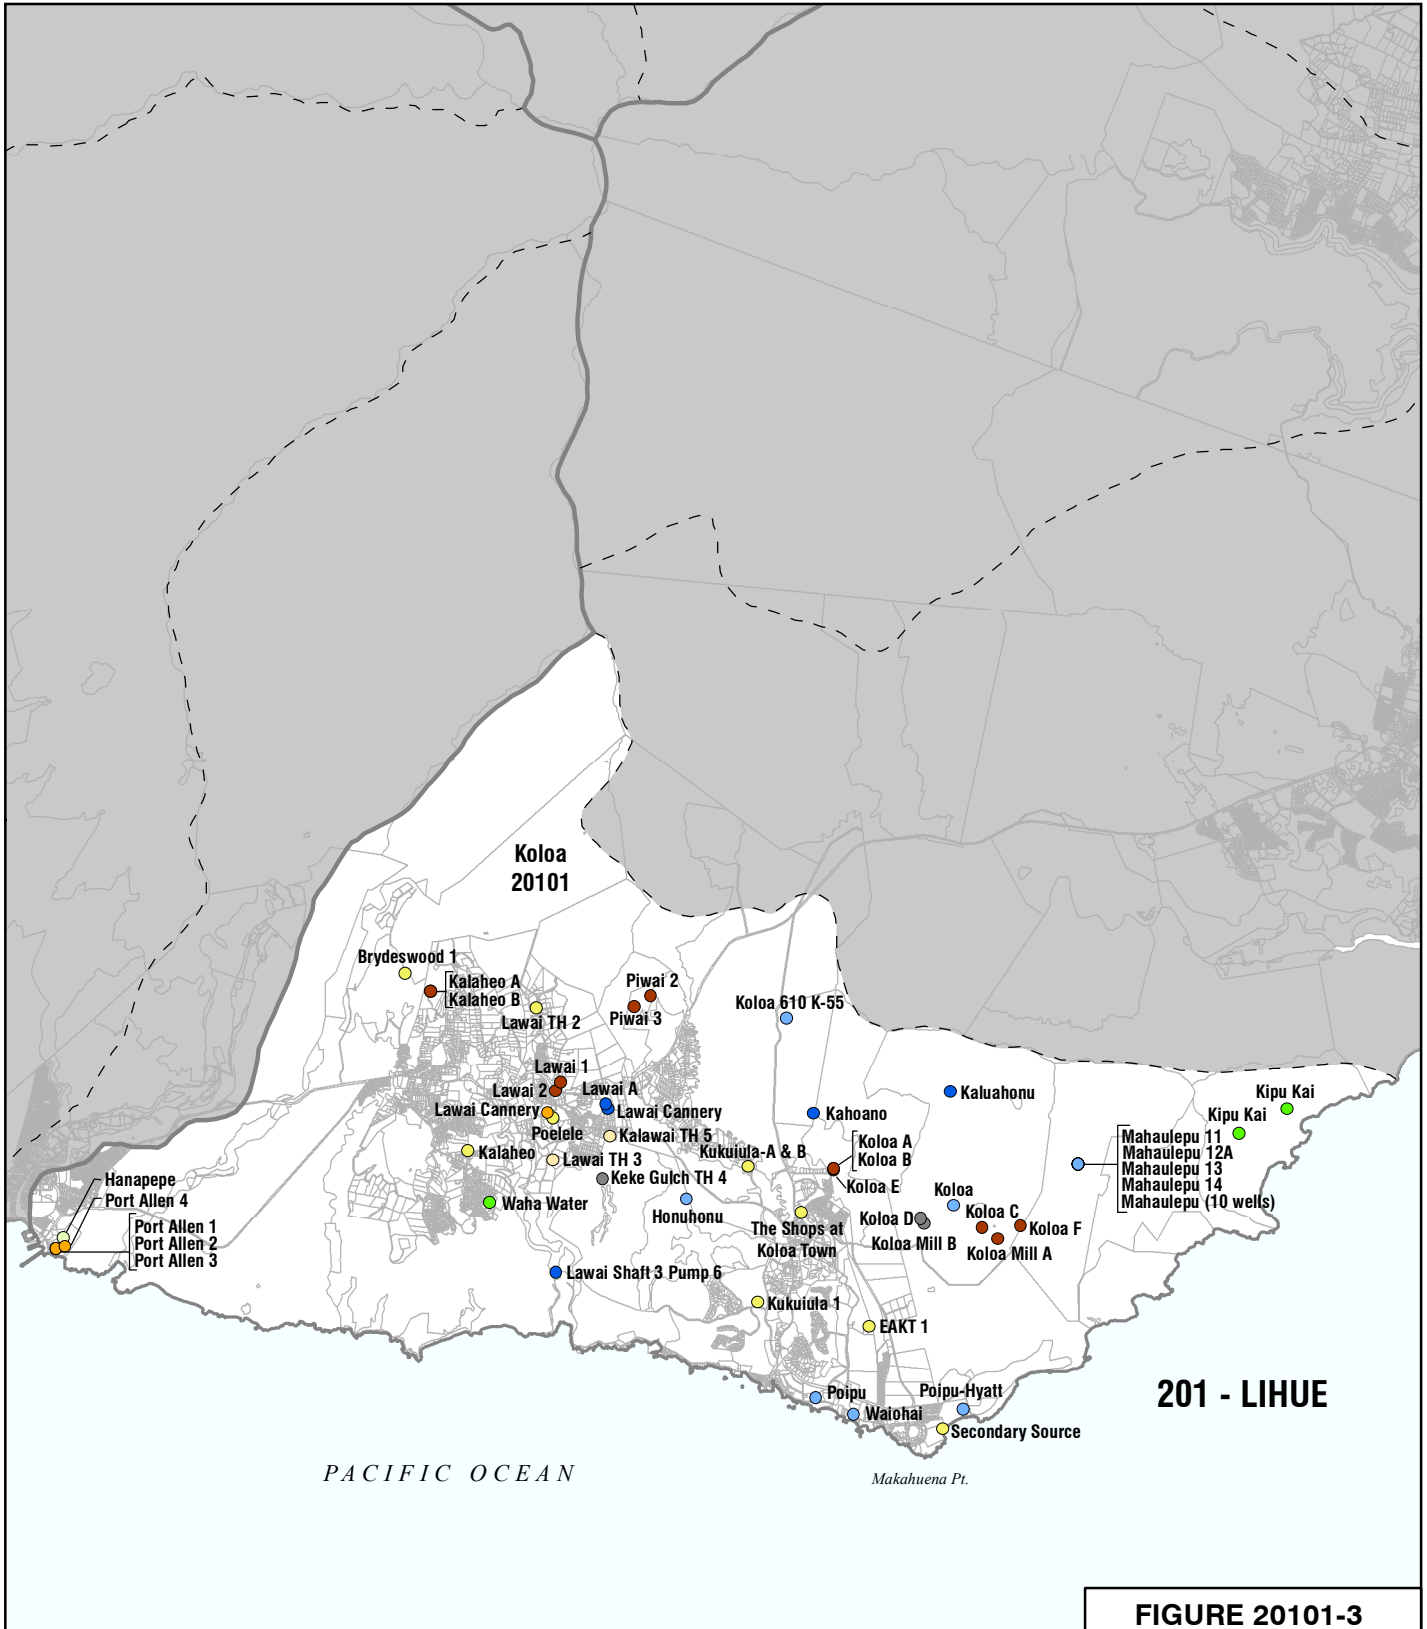 Koloa
20101
Brydeswood 1
Kalaheo A
Kalaheo B
Piwai 2
Piwai 3
Lawai TH 2
Koloa 610 K-55
Lawai 1
Lawai 2
Lawai A
Lawai Cannery
Lawai Cannery
Poelele
Kalawai TH 5
Kalaheo
Lawai TH 3
Keke Gulch TH 4
Waha Water
Kaluahonu
Kahoano
Kipu Kai
Kipu Kai
Mahaulepu 11
Mahaulepu 12A
Mahaulepu 13
Mahaulepu 14
Mahaulepu (10 wells)
Kukuiula-A & B
Koloa A
Koloa B
Koloa E
Honuhonu
Koloa
Koloa C
Koloa D
Koloa F
Koloa Mill B
Koloa Mill A
The Shops at
Koloa Town
Hanapepe
Port Allen 4
Port Allen 1
Port Allen 2
Port Allen 3
Lawai Shaft 3 Pump 6
Kukuiula 1
EAKT 1
Poipu
Waiohai
Poipu-Hyatt
Secondary Source
201 - LIHUE
PACIFIC OCEAN
Makahuena Pt.
FIGURE 20101-3